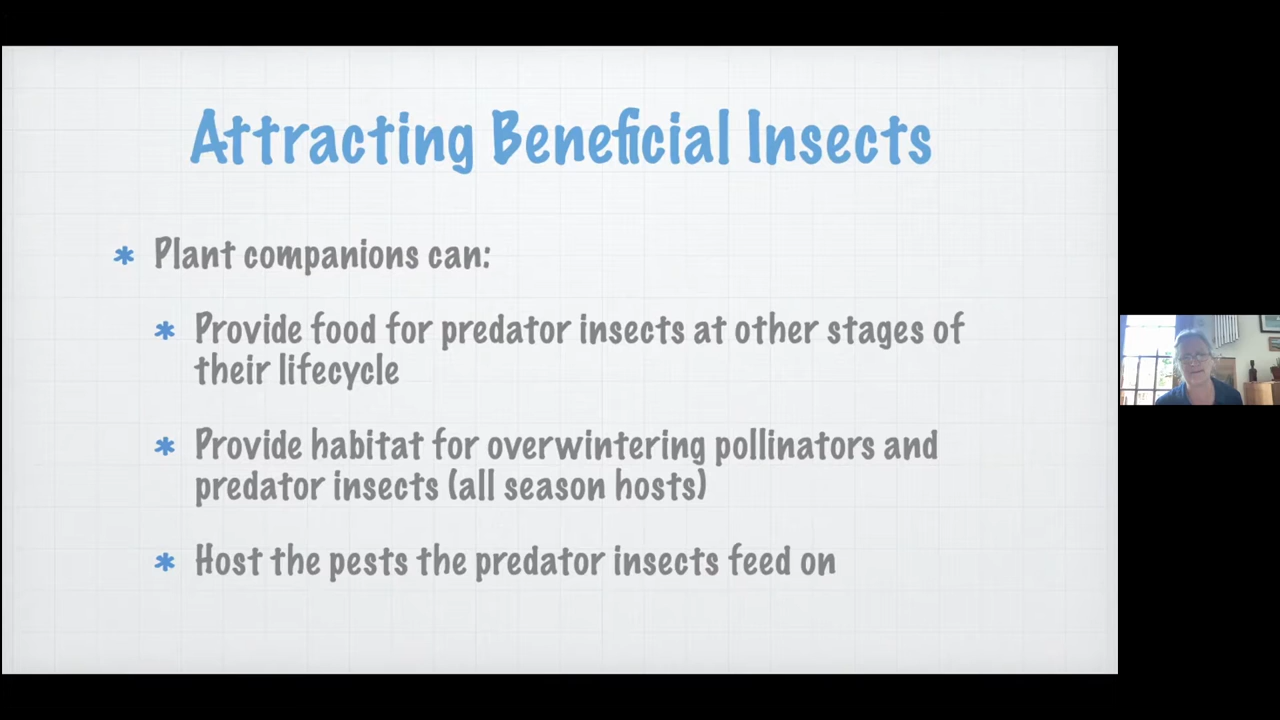 Attracting Beneficial Insects
* Plant companions can:
* Provide food for predator insects at other stages of
their lifecycle
* Provide habitat for overwintering pollinators and
predator insects (all season hosts)
* Host the pests the predator insects feed on